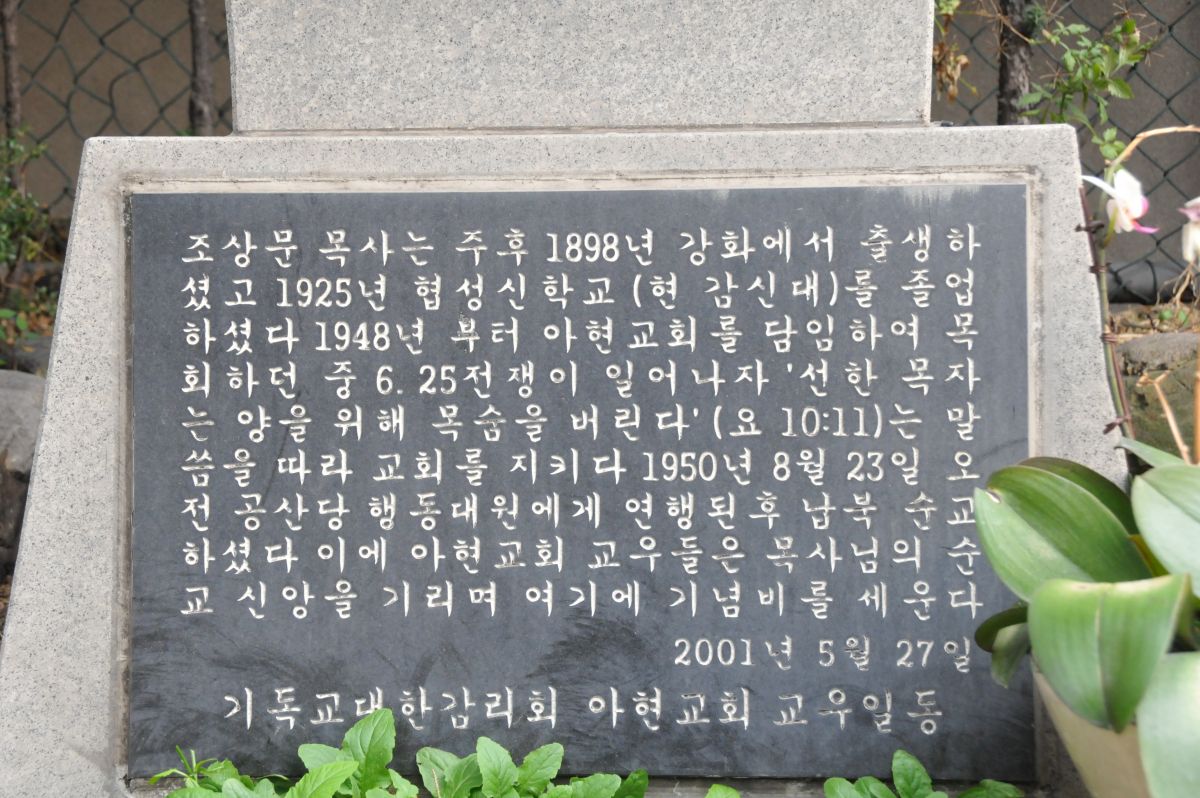 조상문 목사는 주후 1898년 강화에서 출생하
셨고 1925년 협성신학교(현 감신대)를 졸업
하셨다 1948년 부터 아현교회를 담임하여 목
회하던 중 6. 25전쟁이 일어나자 '선한 목자
는 양을 위해 목숨을 버린다'(요 10:11)는 말
씀을 따라 교회를 지키다 1950년 8월 23일 오
전 공산당 행동대원에게 연행된후 납북 순교
하셨다 이에 아현교회 교우들은 목사님의 순
교 신앙을 기리며 여기에 기념비를 세운다
2001년 5월 27일
기독교대한감리회 아현교회 교우일동